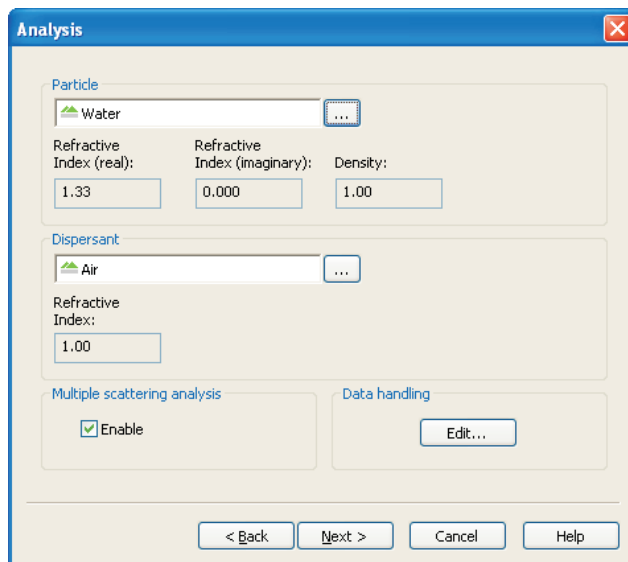 Analysis
Particle
Water
...
Refractive Index (real):
Refractive Index (imaginary):
Density:
1.33
0.000
1.00
Dispersant
Air
...
Refractive Index:
1.00
Multiple scattering analysis
Enable
Data handling
Edit...
< Back
Next >
Cancel
Help